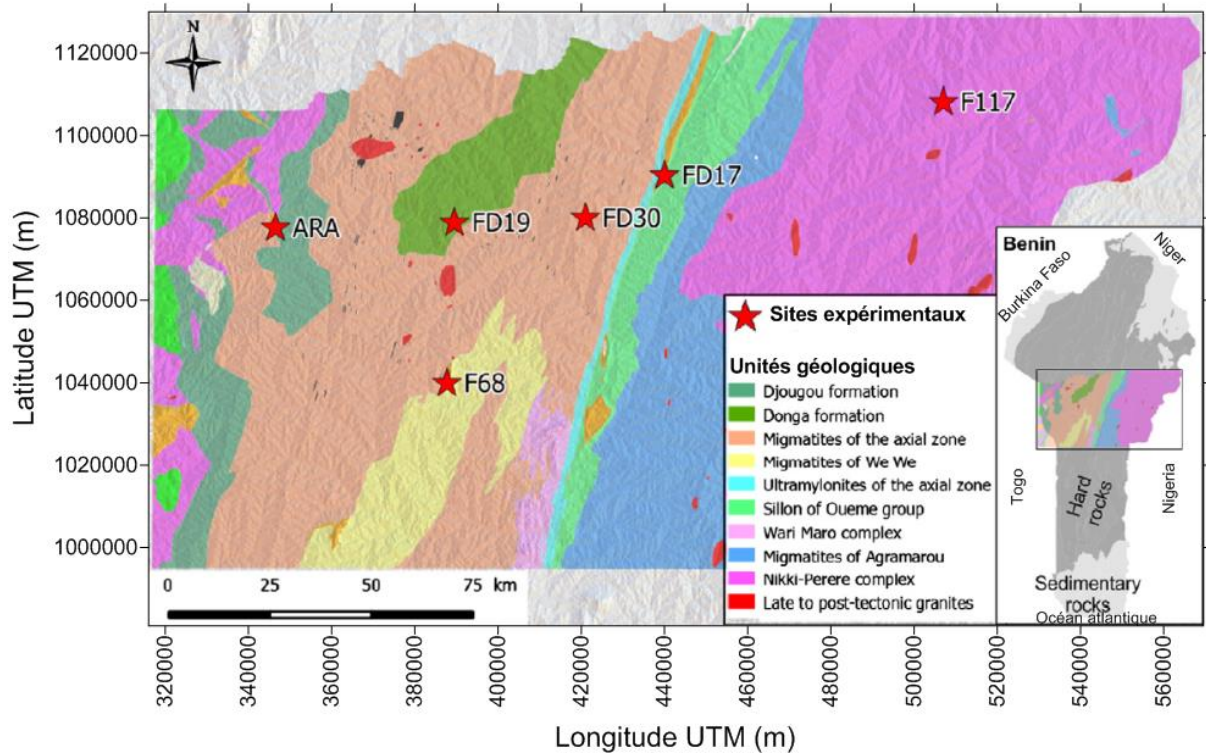 N
1120000
1100000
1080000
1060000
1040000
1020000
1000000
Latitude UTM (m)
F117
FD17
ARA
FD19
FD30
F68
0 25 50 75 km
Sites expérimentaux
Unités géologiques
Djougou formation
Donga formation
Migmatites of the axial zone
Migmatites of We We
Ultramylonites of the axial zone
Sillon of Oueme group
Wari Maro complex
Migmatites of Agramarou
Nikki-Perere complex
Late to post-tectonic granites
Benin
Niger
Burkina Faso
Togo
Nigeria
Hard
rocks
Sedimentary
rocks
Océan atlantique
320000 340000 360000 380000 400000 420000 440000 460000 480000 500000 520000 540000 560000
Longitude UTM (m)